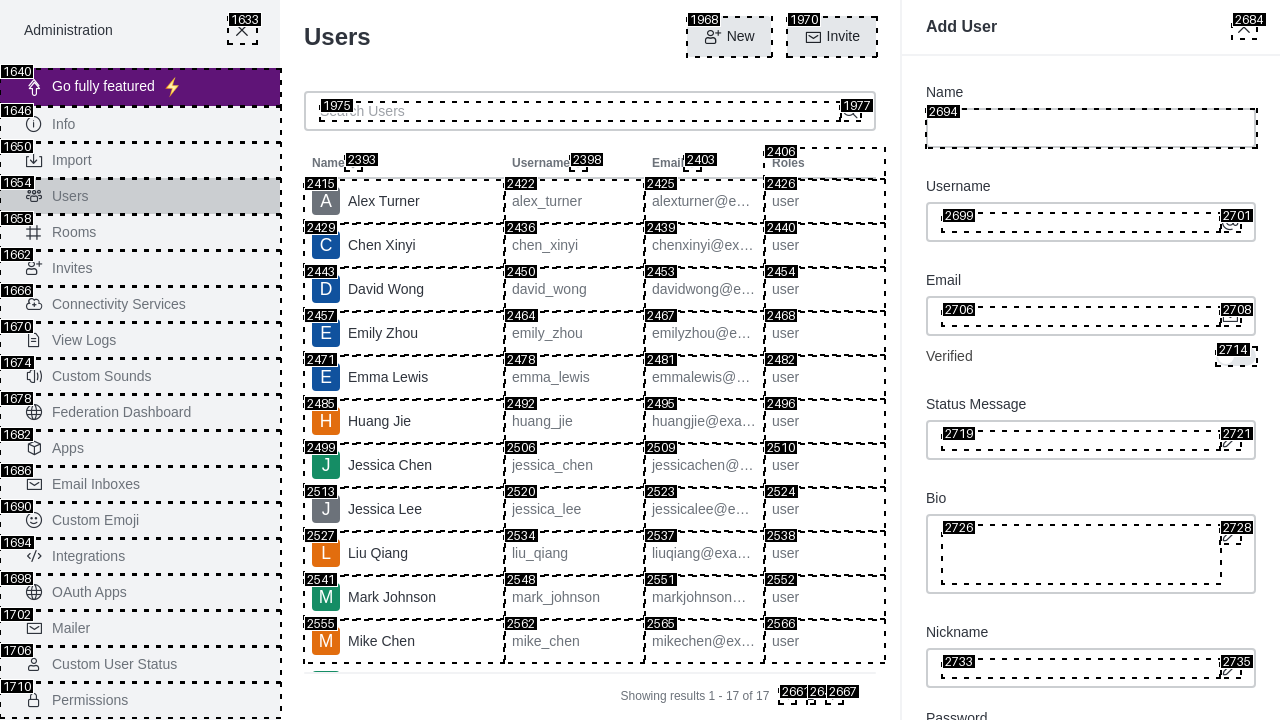 Administration
1633
1640
Go fully featured ⚡
1646
Info
1650
Import
1654
Users
1658
Rooms
1662
Invites
1666
Connectivity Services
1670
View Logs
1674
Custom Sounds
1678
Federation Dashboard
1682
Apps
1686
Email Inboxes
1690
Custom Emoji
1694
Integrations
1698
OAuth Apps
1702
Mailer
1706
Custom User Status
1710
Permissions
Users
1968
New
1970
Invite
1975
Search Users
1977
Name 2393 Username 2398 Email 2403 2406 Roles
2415 A Alex Turner 2422 alex_turner 2425 alexturner@e… 2426 user
2429 C Chen Xinyi 2436 chen_xinyi 2439 chenxinyi@ex… 2440 user
2443 D David Wong 2450 david_wong 2453 davidwong@e… 2454 user
2457 E Emily Zhou 2464 emily_zhou 2467 emilyzhou@e… 2468 user
2471 E Emma Lewis 2478 emma_lewis 2481 emmalewis@… 2482 user
2485 H Huang Jie 2492 huang_jie 2495 huangjie@exa… 2496 user
2499 J Jessica Chen 2506 jessica_chen 2509 jessicachen@… 2510 user
2513 J Jessica Lee 2520 jessica_lee 2523 jessicalee@e… 2524 user
2527 L Liu Qiang 2534 liu_qiang 2537 liuqiang@exa… 2538 user
2541 M Mark Johnson 2548 mark_johnson 2551 markjohnson… 2552 user
2555 M Mike Chen 2562 mike_chen 2565 mikechen@ex… 2566 user
Showing results 1 - 17 of 17
2667
Add User
2684
Name
2694
Username
2699
2701
Email
2706
2708
Verified
2714
Status Message
2719
2721
Bio
2726
2728
Nickname
2733
2735
Password